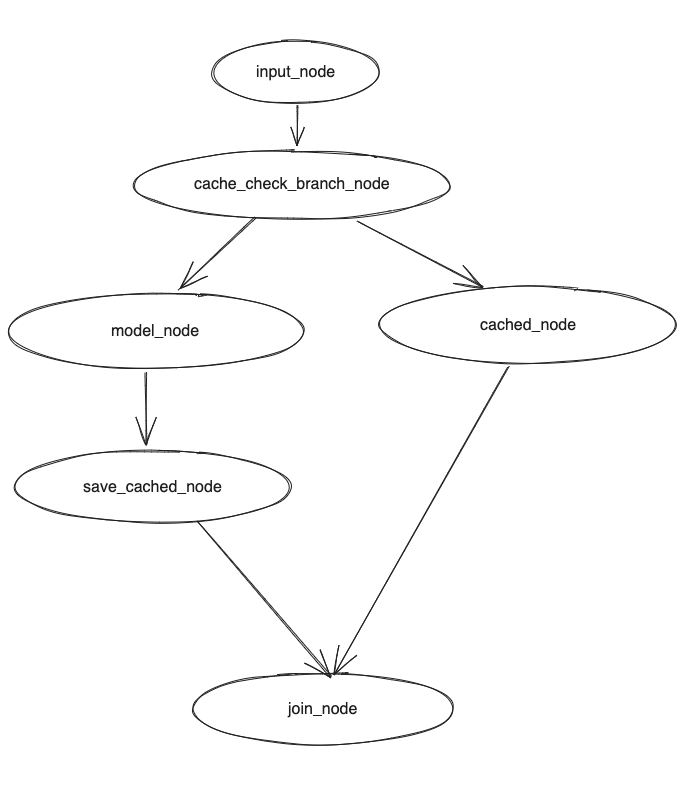 input_node
cache_check_branch_node
model_node
cached_node
save_cached_node
join_node